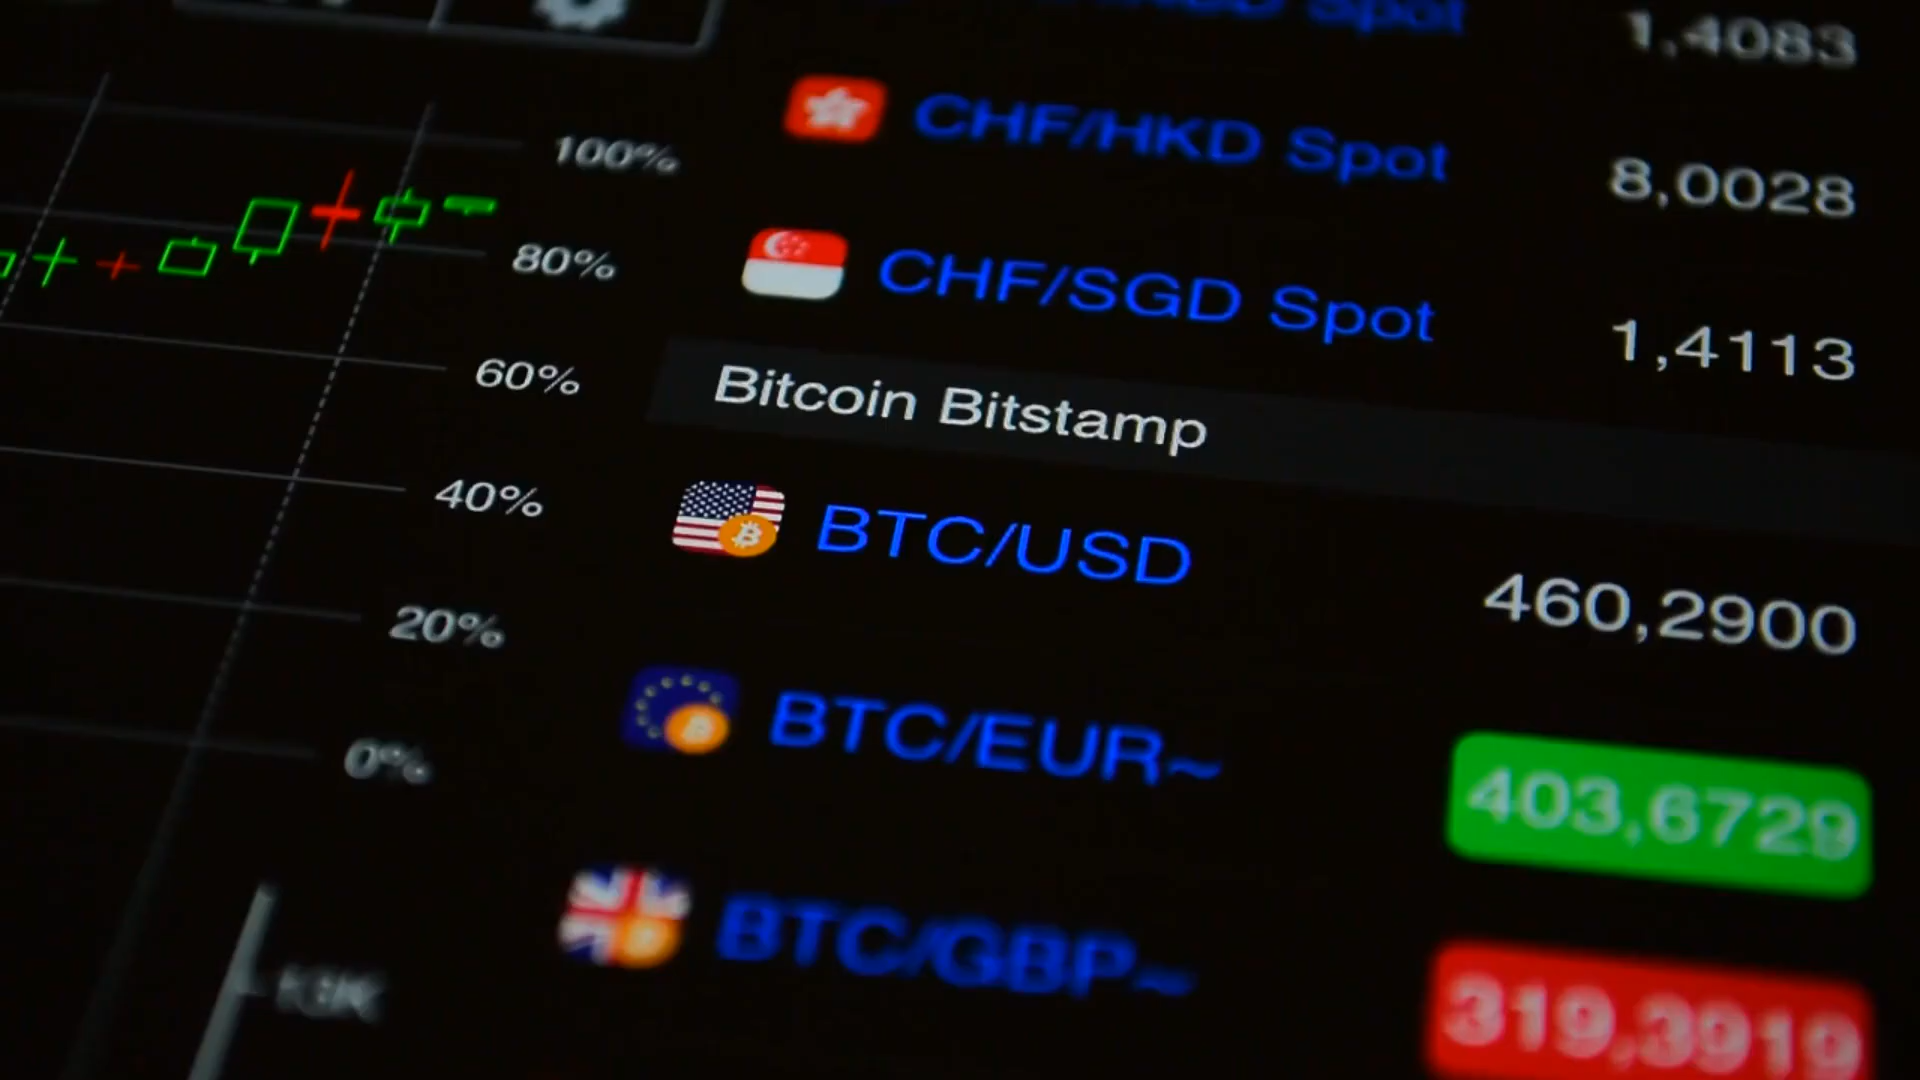 Spot 1,4083
CHF/HKD Spot 8,0028
CHF/SGD Spot 1,4113
Bitcoin Bitstamp
BTC/USD 460,2900
BTC/EUR~ 403,6729
BTC/GBP~ 319,3919
100%
80%
60%
40%
20%
0%